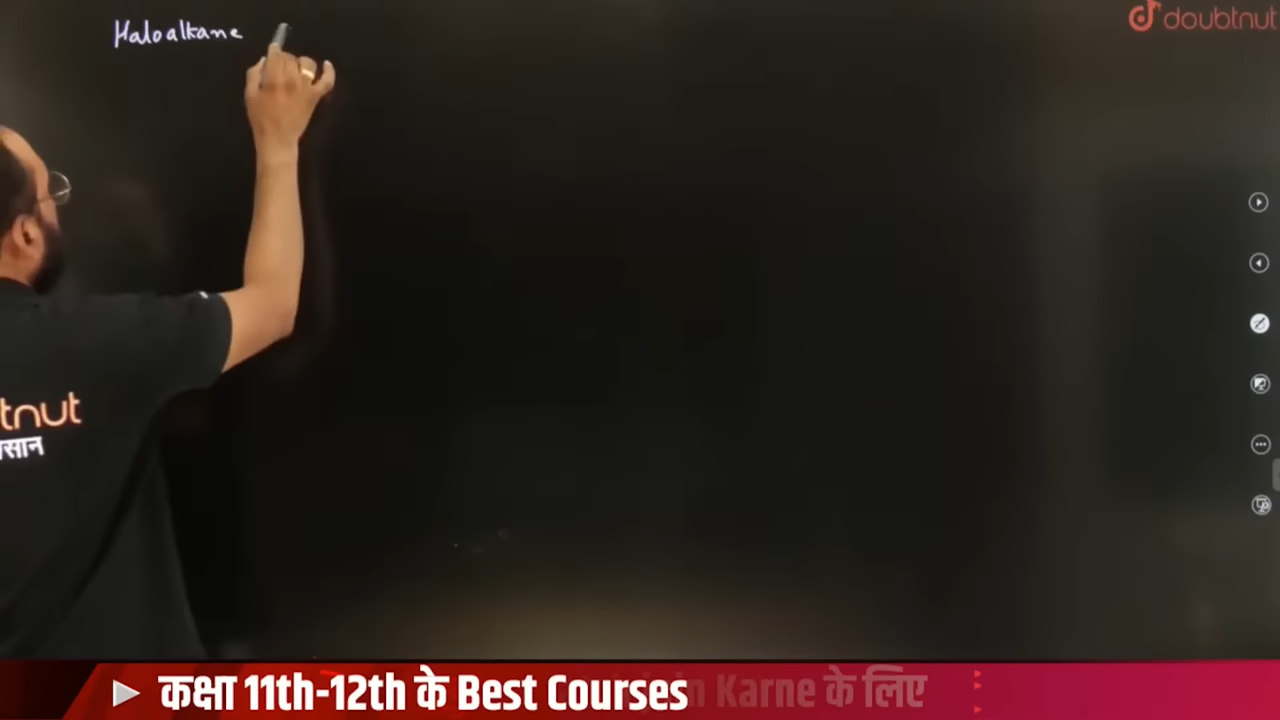 Haloalkane
doubtnut
tnut
कक्षा 11th-12th के Best Courses
Karne के लिए